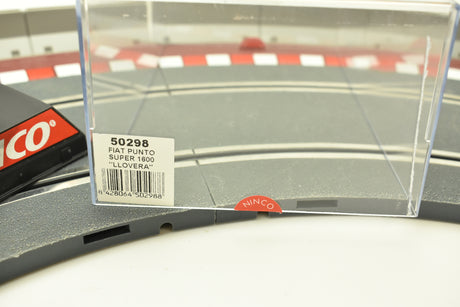 50298
FIAT PUNTO
SUPER 1600
"LLOVERA"
8 428064 502988
NINCO
NCO